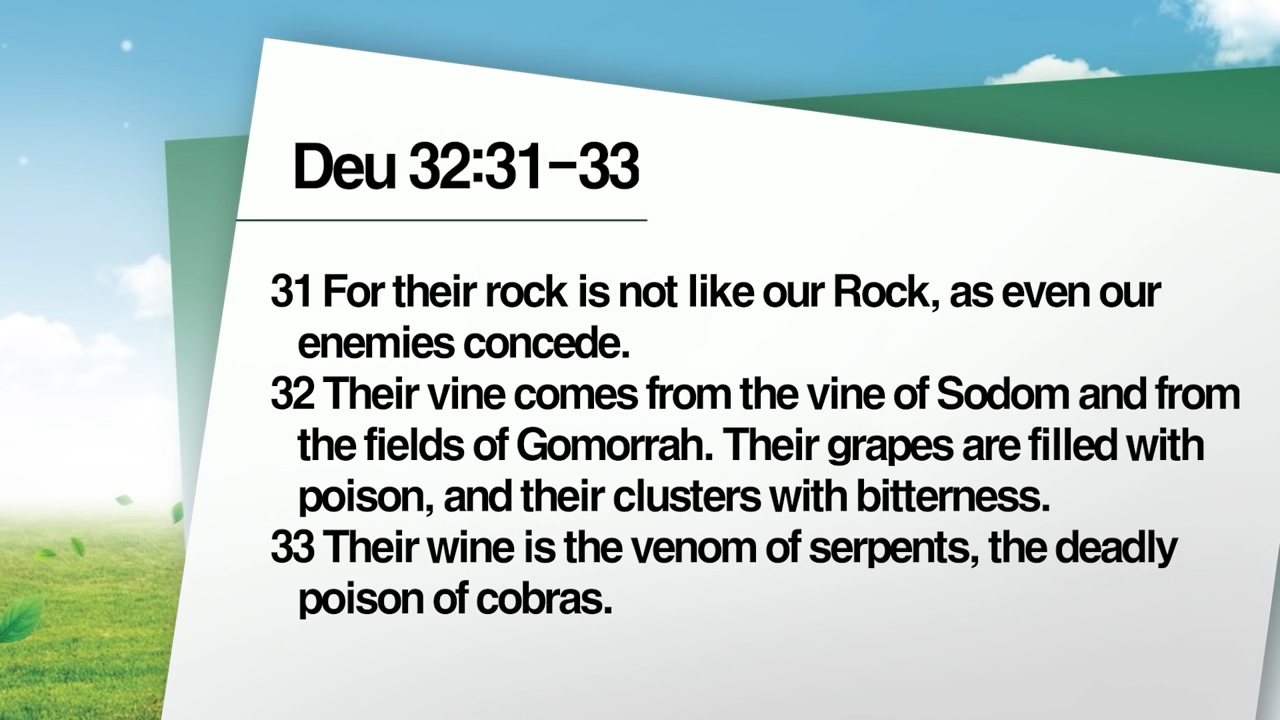 Deu 32:31–33
31 For their rock is not like our Rock, as even our
enemies concede.
32 Their vine comes from the vine of Sodom and from
the fields of Gomorrah. Their grapes are filled with
poison, and their clusters with bitterness.
33 Their wine is the venom of serpents, the deadly
poison of cobras.